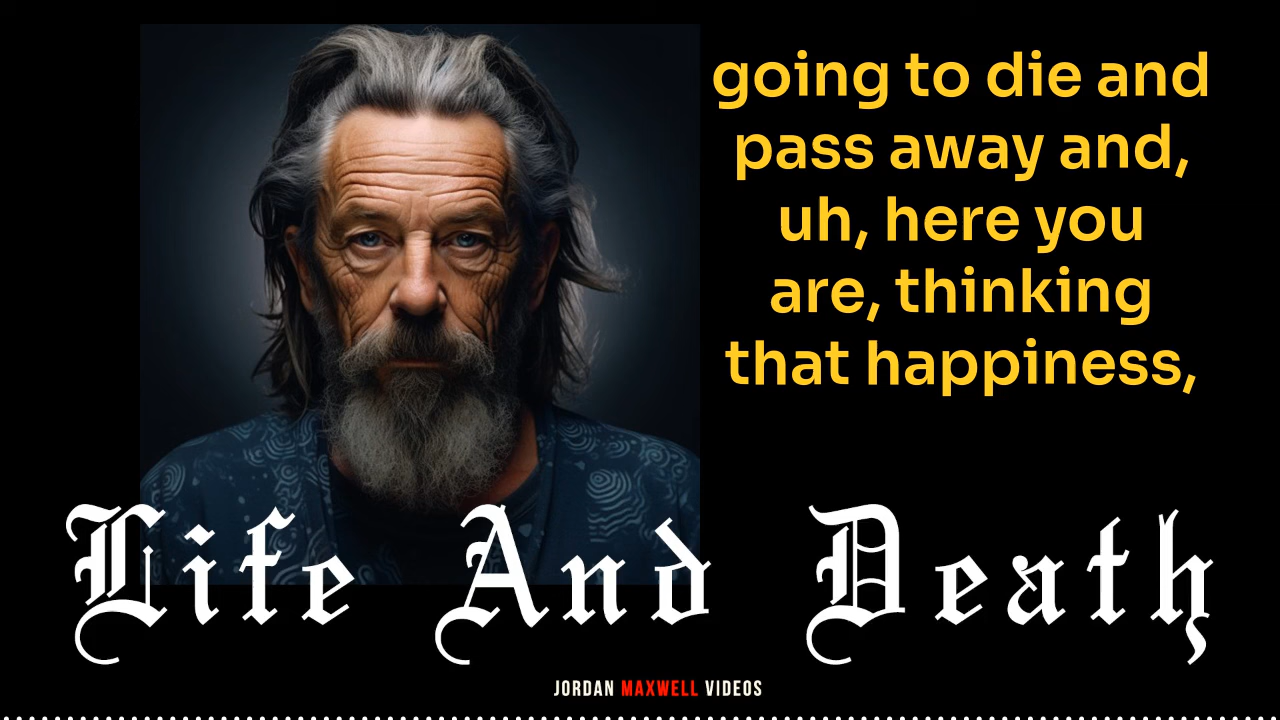 going to die and
pass away and,
uh, here you
are, thinking
that happiness,
Life And Death
JORDAN MAXWELL VIDEOS